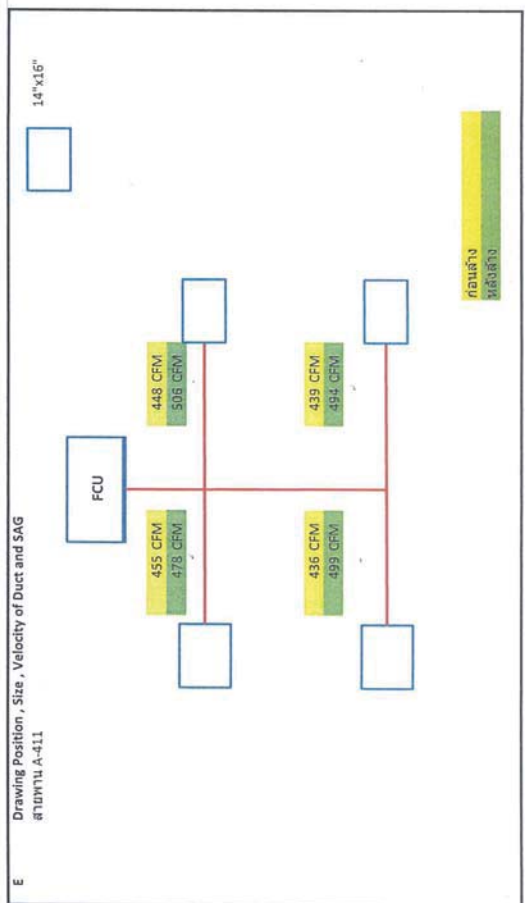 E Drawing Position , Size , Velocity of Duct and SAG
สายพาน A-411
14"x16"
FCU
455 CFM
478 CFM
448 CFM
506 CFM
436 CFM
499 CFM
439 CFM
494 CFM
ก่อนล้าง
หลังล้าง